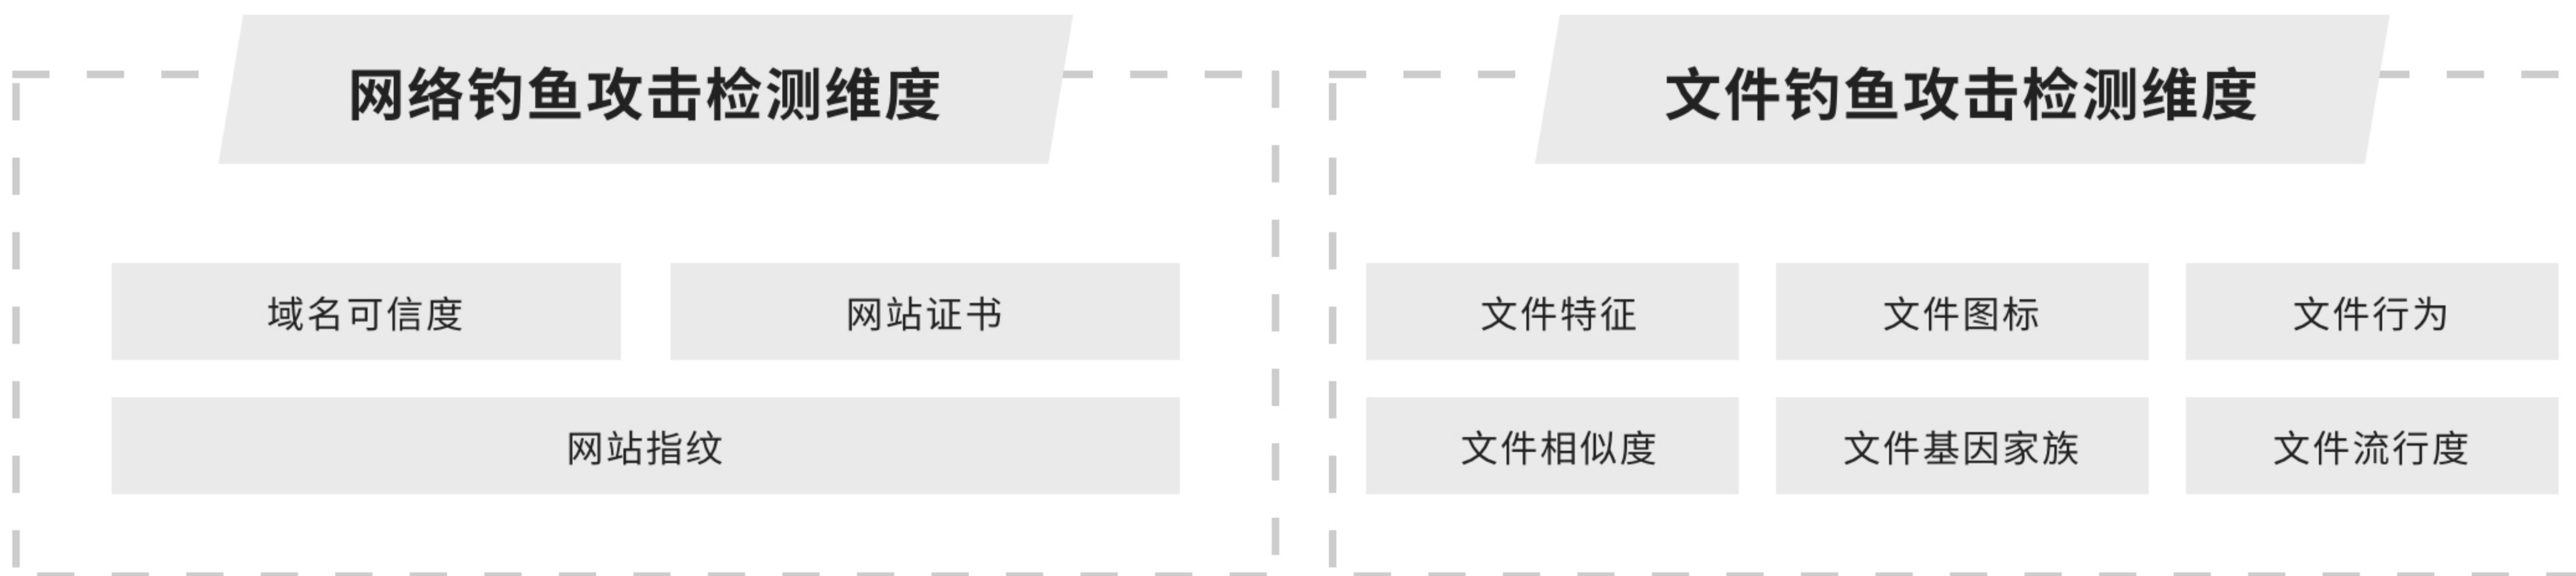 网络钓鱼攻击检测维度
域名可信度
网站证书
网站指纹
文件钓鱼攻击检测维度
文件特征
文件图标
文件行为
文件相似度
文件基因家族
文件流行度